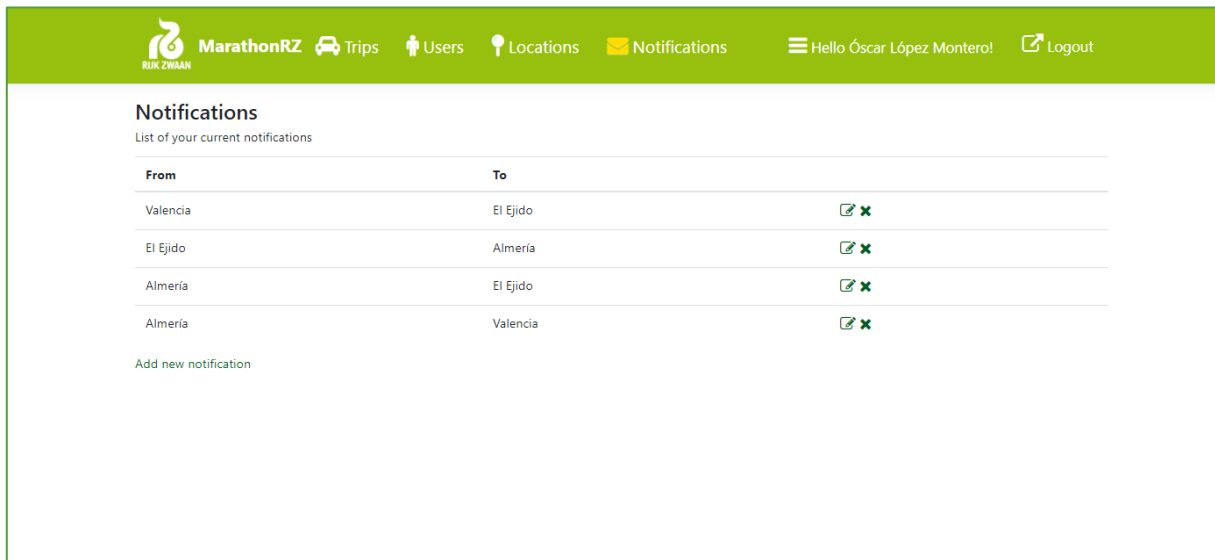 RIJK ZWAAN MarathonRZ Trips Users Locations Notifications Hello Óscar López Montero! Logout
Notifications
List of your current notifications
From To
Valencia El Ejido
El Ejido Almería
Almería El Ejido
Almería Valencia
Add new notification